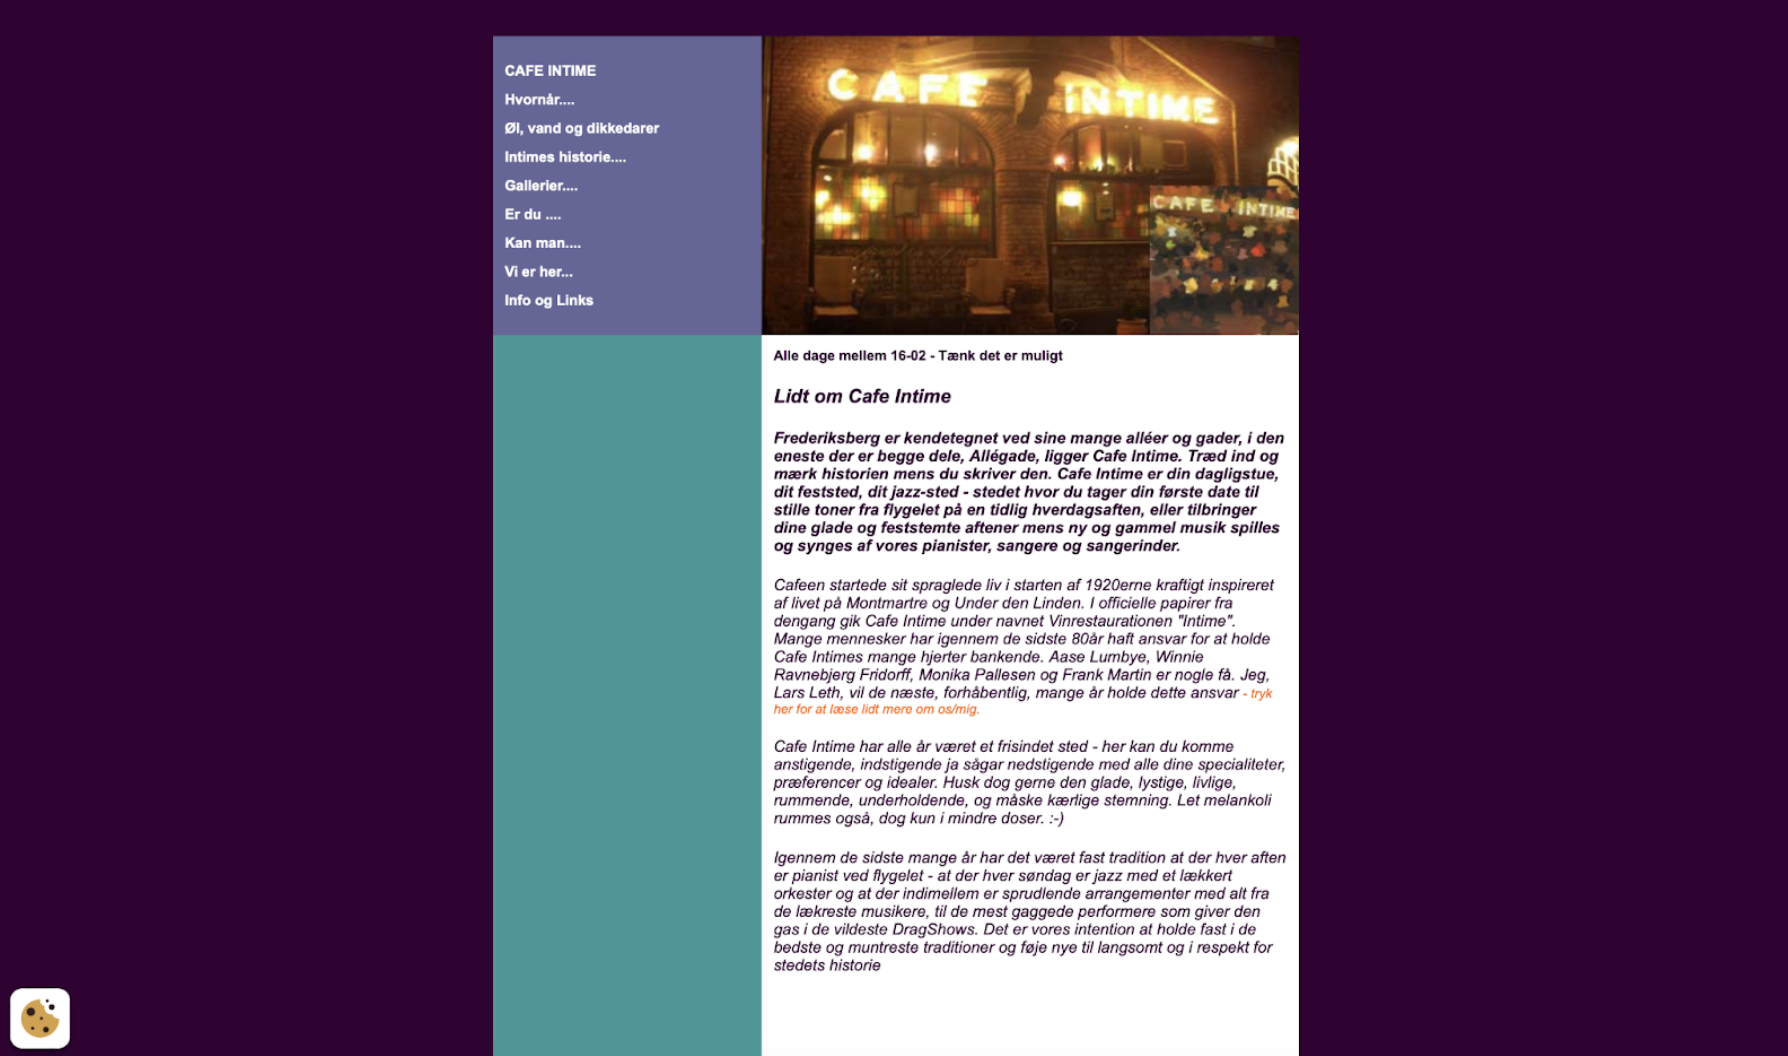 CAFE INTIME
Hvornår....
Øl, vand og dikkedarer
Intimes historie....
Gallerier....
Er du ....
Kan man....
Vi er her...
Info og Links
CAFE INTIME
CAFE INTIME
Alle dage mellem 16-02 - Tænk det er muligt
Lidt om Cafe Intime
Frederiksberg er kendetegnet ved sine mange alléer og gader, i den
eneste der er begge dele, Allégade, ligger Cafe Intime. Træd ind og
mærk historien mens du skriver den. Cafe Intime er din dagligstue,
dit feststed, dit jazz-sted - stedet hvor du tager din første date til
stille toner fra flygelet på en tidlig hverdagsaften, eller tilbringer
dine glade og feststemte aftener mens ny og gammel musik spilles
og synges af vores pianister, sangere og sangerinder.
Cafeen startede sit spraglede liv i starten af 1920erne kraftigt inspireret
af livet på Montmartre og Under den Linden. I officielle papirer fra
dengang gik Cafe Intime under navnet Vinrestaurationen "Intime".
Mange mennesker har igennem de sidste 80år haft ansvar for at holde
Cafe Intimes mange hjerter bankende. Aase Lumbye, Winnie
Ravnebjerg Fridorff, Monika Pallesen og Frank Martin er nogle få. Jeg,
Lars Leth, vil de næste, forhåbentlig, mange år holde dette ansvar - tryk
her for at læse lidt mere om os/mig.
Cafe Intime har alle år været et frisindet sted - her kan du komme
anstigende, indstigende ja sågar nedstigende med alle dine specialiteter,
præferencer og idealer. Husk dog gerne den glade, lystige, livlige,
rummende, underholdende, og måske kærlige stemning. Let melankoli
rummes også, dog kun i mindre doser. :-)
Igennem de sidste mange år har det været fast tradition at der hver aften
er pianist ved flygelet - at der hver søndag er jazz med et lækkert
orkester og at der indimellem er sprudlende arrangementer med alt fra
de lækreste musikere, til de mest gaggede performere som giver den
gas i de vildeste DragShows. Det er vores intention at holde fast i de
bedste og muntreste traditioner og føje nye til langsomt og i respekt for
stedets historie